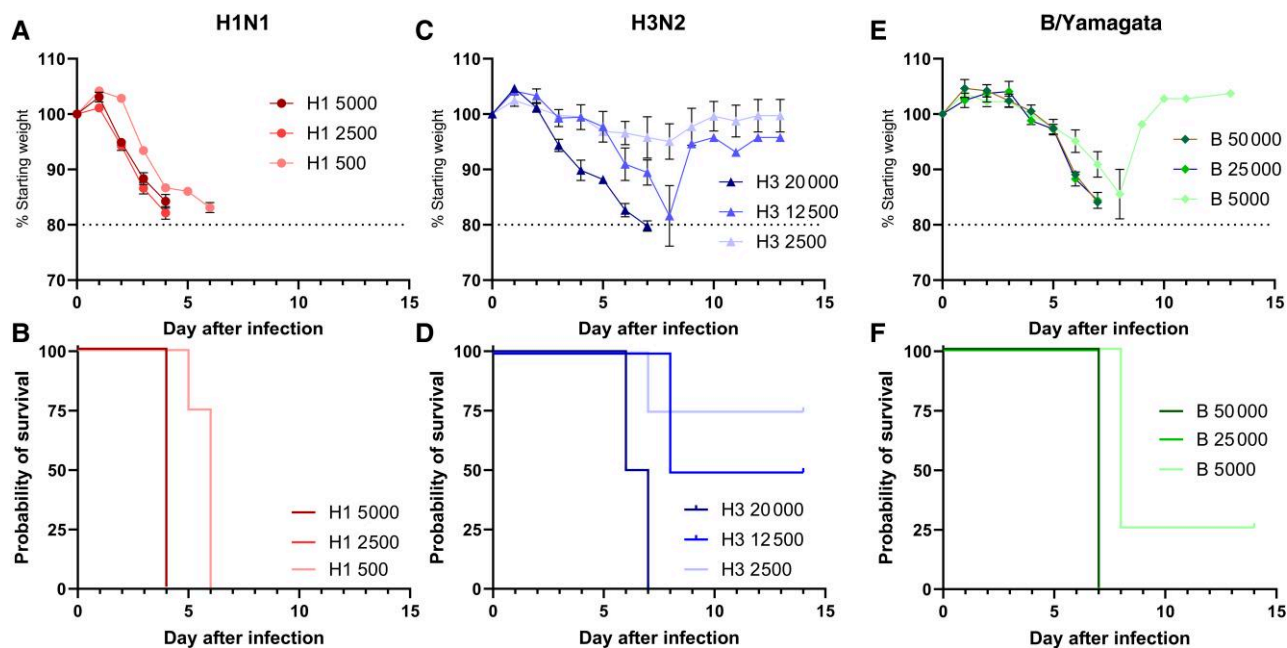 H1N1
H3N2
B/Yamagata
A
110
100
90
80
70
% Starting weight
H1 5000
H1 2500
H1 500
0
5
10
15
Day after infection
C
110
100
90
80
70
% Starting weight
H3 20 000
H3 12 500
H3 2500
0
5
10
15
Day after infection
E
110
100
90
80
70
% Starting weight
B 50 000
B 25 000
B 5000
0
5
10
15
Day after infection
B
100
75
50
25
0
Probability of survival
H1 5000
H1 2500
H1 500
0
5
10
15
Day after infection
D
100
75
50
25
0
Probability of survival
H3 20 000
H3 12 500
H3 2500
0
5
10
15
Day after infection
F
100
75
50
25
0
Probability of survival
B 50 000
B 25 000
B 5000
0
5
10
15
Day after infection